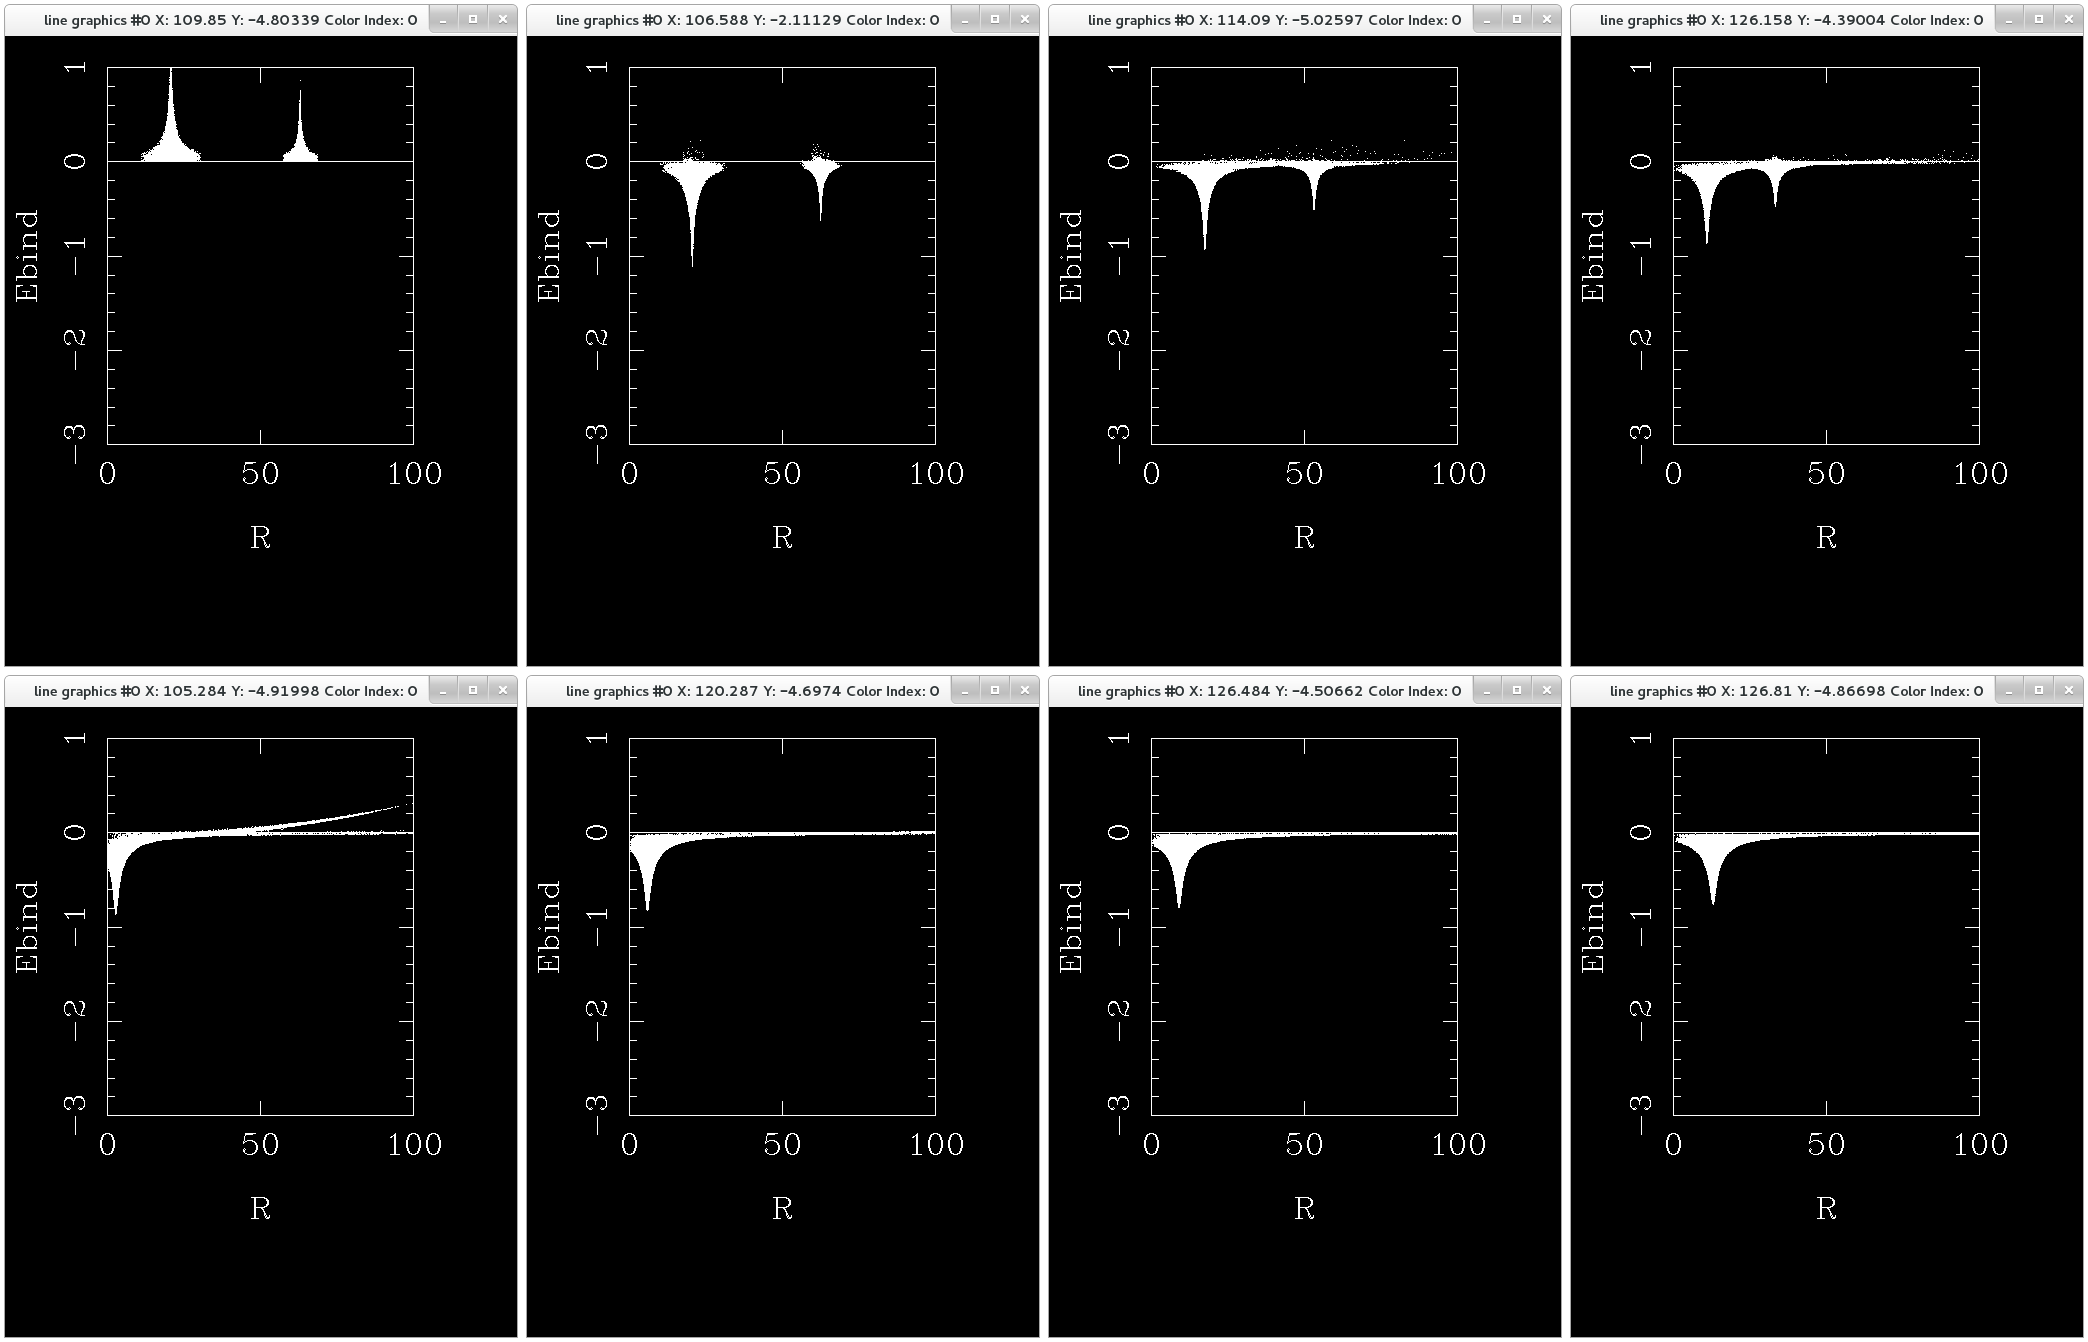 line graphics #0 X: 109.85 Y: -4.80339 Color Index: 0
1
0
-1
-2
-3
Ebind
0 50 100
R
line graphics #0 X: 106.588 Y: -2.11129 Color Index: 0
1
0
-1
-2
-3
Ebind
0 50 100
R
line graphics #0 X: 114.09 Y: -5.02597 Color Index: 0
1
0
-1
-2
-3
Ebind
0 50 100
R
line graphics #0 X: 126.158 Y: -4.39004 Color Index: 0
1
0
-1
-2
-3
Ebind
0 50 100
R
line graphics #0 X: 105.284 Y: -4.91998 Color Index: 0
1
0
-1
-2
-3
Ebind
0 50 100
R
line graphics #0 X: 120.287 Y: -4.6974 Color Index: 0
1
0
-1
-2
-3
Ebind
0 50 100
R
line graphics #0 X: 126.484 Y: -4.50662 Color Index: 0
1
0
-1
-2
-3
Ebind
0 50 100
R
line graphics #0 X: 126.81 Y: -4.86698 Color Index: 0
1
0
-1
-2
-3
Ebind
0 50 100
R